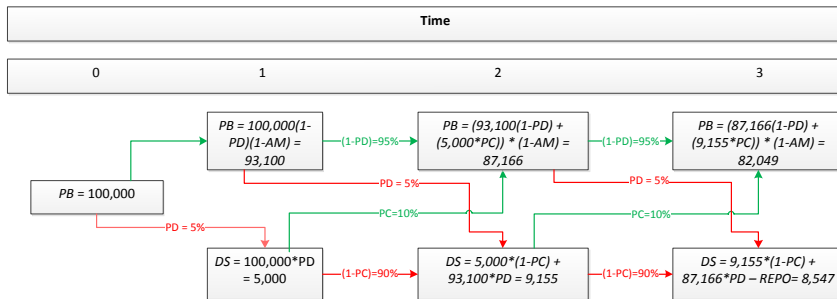 Time
0
1
2
3
PB = 100,000(1-
PD)(1-AM) =
93,100
(1-PD)=95%
PB = (93,100(1-PD) +
(5,000*PC)) * (1-AM) =
87,166
(1-PD)=95%
PB = (87,166(1-PD) +
(9,155*PC)) * (1-AM) =
82,049
PB = 100,000
PD = 5%
PD = 5%
PD = 5%
PC=10%
PC=10%
DS = 100,000*PD
= 5,000
(1-PC)=90%
DS = 5,000*(1-PC) +
93,100*PD = 9,155
(1-PC)=90%
DS = 9,155*(1-PC) +
87,166*PD – REPO= 8,547